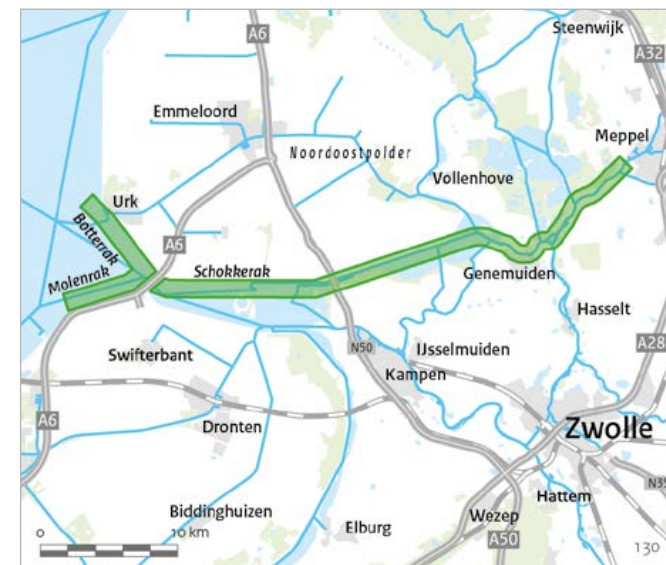 A6
Steenwijk
A32
Emmeloord
Meppel
Noordoostpolder
Vollenhove
Urk
Botterrak
A6
Schokkerak
Molenrak
Genemuiden
Hasselt
Swifterbant
N50
IJsselmuiden
A28
Kampen
A6
Dronten
Zwolle
N35
Biddinghuizen
Hattem
Elburg
Wezep
A50
0
10 km
130